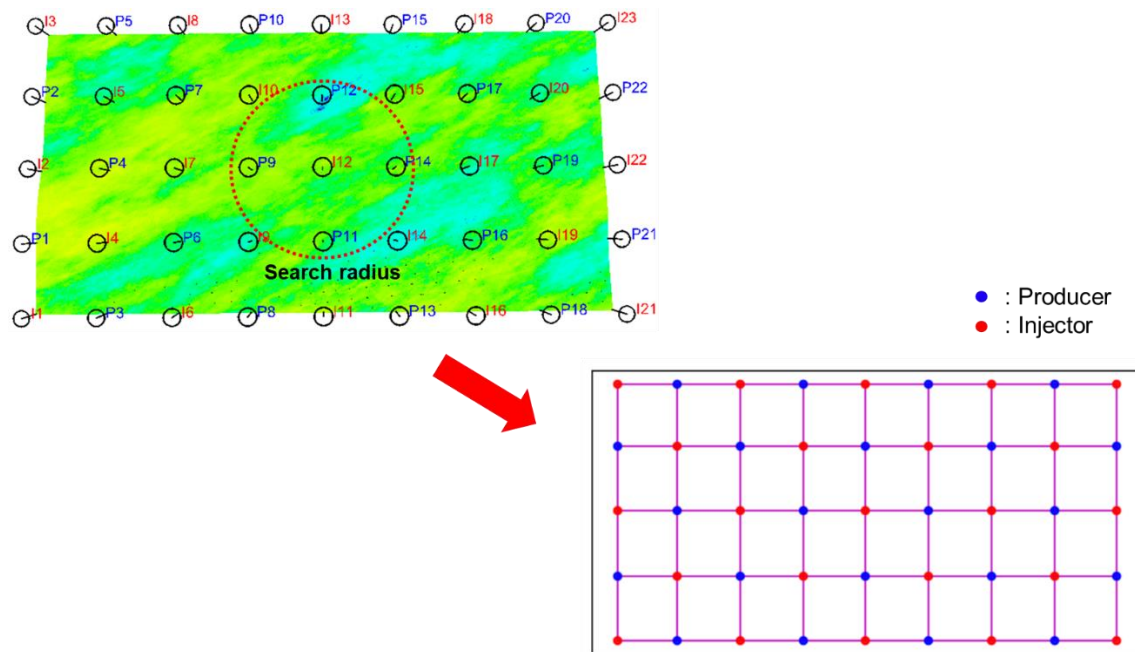 I3 P5 I8 P10 I13 P15 I18 P20 I23
P2 I5 P7 I10 P12 I15 P17 I20 P22
I2 P4 I7 P9 I12 P14 I17 P19 I22
P1 I4 P6 I9 P11 I14 P16 I19 P21
Search radius
I1 P3 I6 P8 I11 P13 I16 P18 I21
: Producer
: Injector